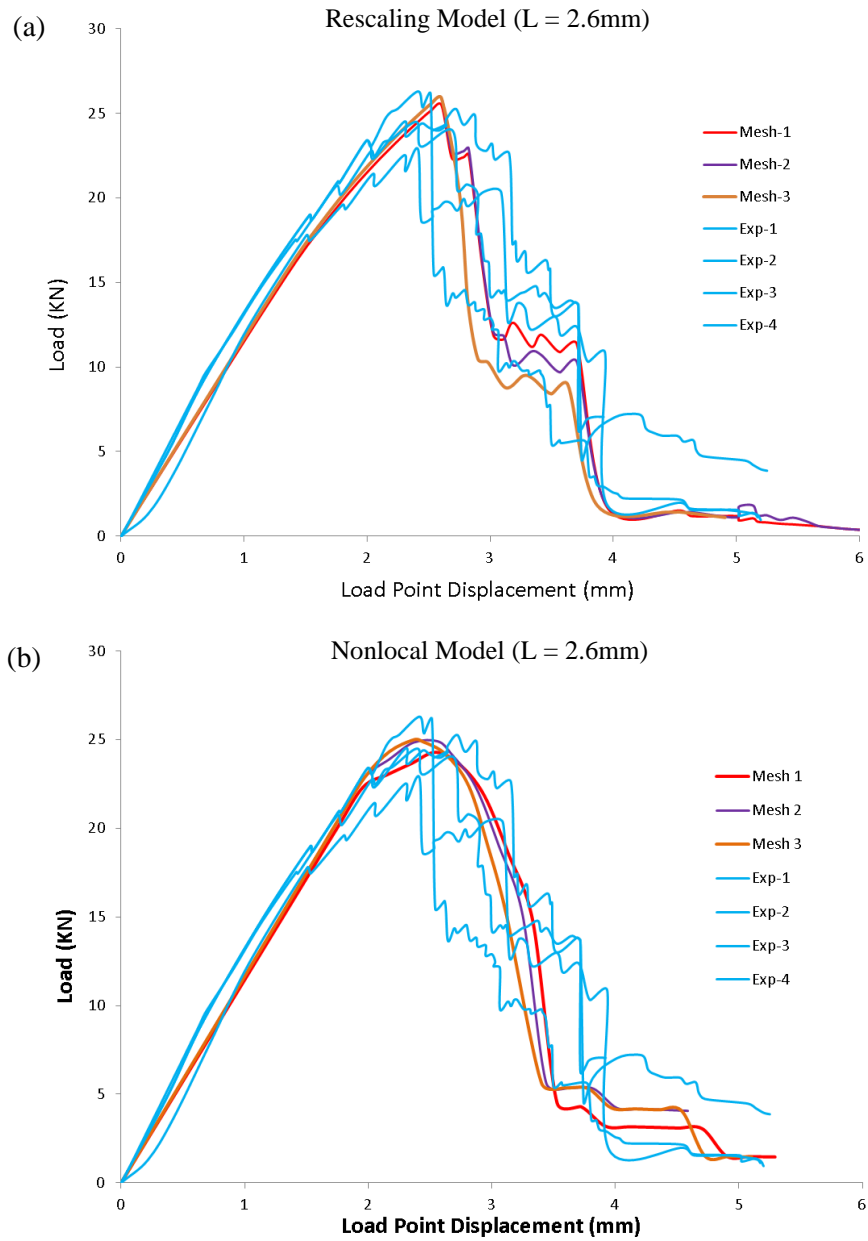 (a)
Rescaling Model (L = 2.6mm)
30
25
20
15
10
5
0
Load (KN)
Mesh-1
Mesh-2
Mesh-3
Exp-1
Exp-2
Exp-3
Exp-4
0 1 2 3 4 5 6
Load Point Displacement (mm)
(b)
Nonlocal Model (L = 2.6mm)
30
25
20
15
10
5
0
Load (KN)
Mesh 1
Mesh 2
Mesh 3
Exp-1
Exp-2
Exp-3
Exp-4
0 1 2 3 4 5 6
Load Point Displacement (mm)